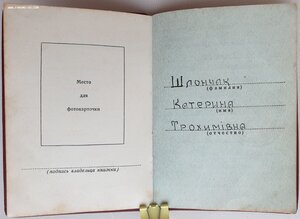 Место
для
фотокарточки
(подпись владельца книжки)
Шлончак
(фамилия)
Катерина
(имя)
Трохимівна
(отчество)